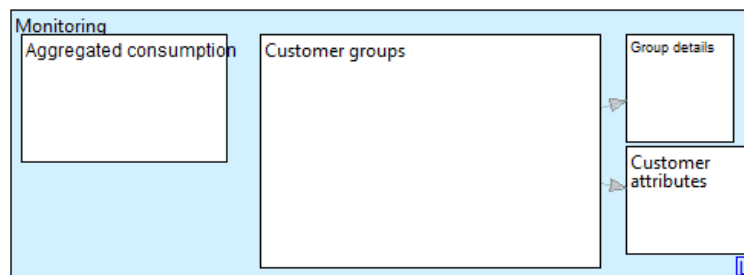 Monitoring
Aggregated consumption
Customer groups
Group details
Customer
attributes